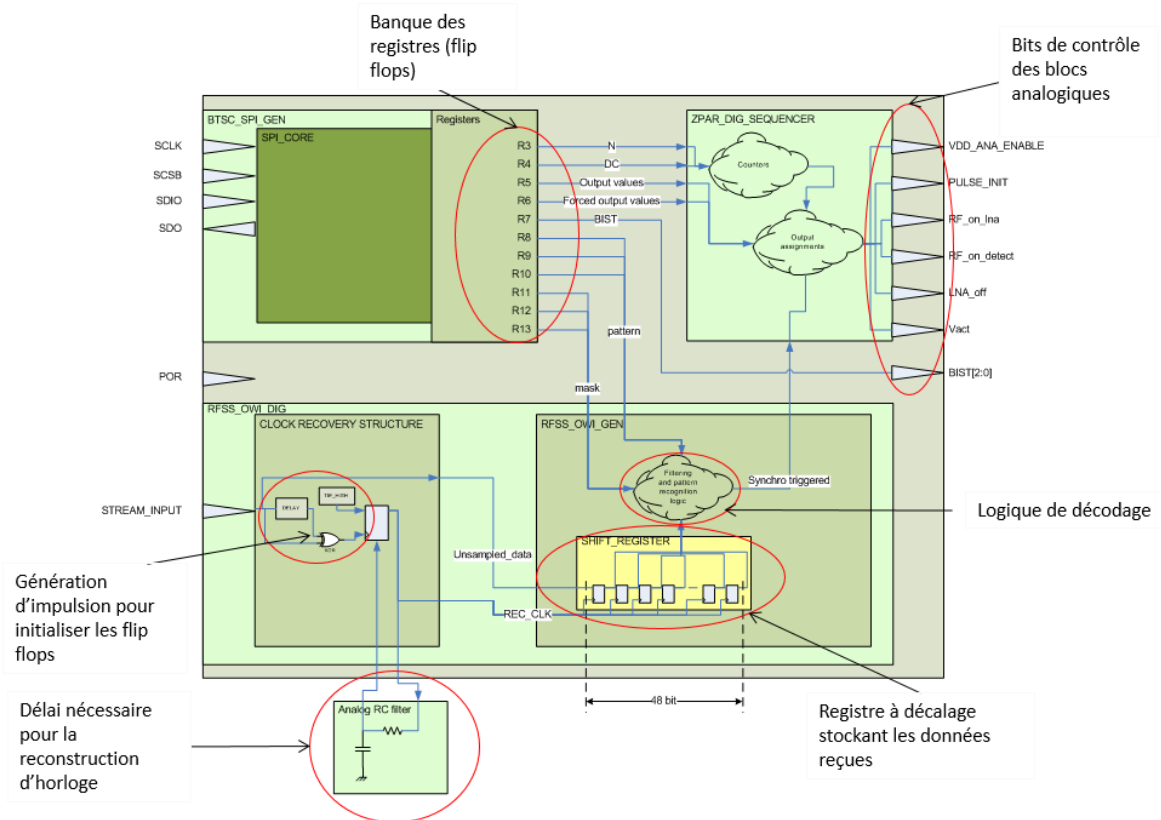 Banque des
registres (flip
flops)
Bits de contrôle
des blocs
analogiques
BTSC_SPI_GEN
SPI_CORE
Registers
ZPAR_DIG_SEQUENCER
SCLK
SCSB
SDIO
SDO
R3
R4
R5
R6
R7
R8
R9
R10
R11
R12
R13
N
DC
Output values
Forced output values
BIST
pattern
mask
Counters
Output
assignments
VDD_ANA_ENABLE
PULSE_INIT
RF_on_lna
RF_on_detect
LNA_off
Vact
BIST[2:0]
POR
RFSS_OWI_DIG
CLOCK RECOVERY STRUCTURE
RFSS_OWI_GEN
STREAM_INPUT
DELAY
TIE_HIGH
Filtering
and pattern
recognition
logic
Synchro triggered
Logique de décodage
Unsampled_data
SHIFT_REGISTER
REC_CLK
48 bit
Génération
d'impulsion pour
initialiser les flip
flops
Analog RC filter
Délai nécessaire
pour la
reconstruction
d'horloge
Registre à décalage
stockant les données
reçues